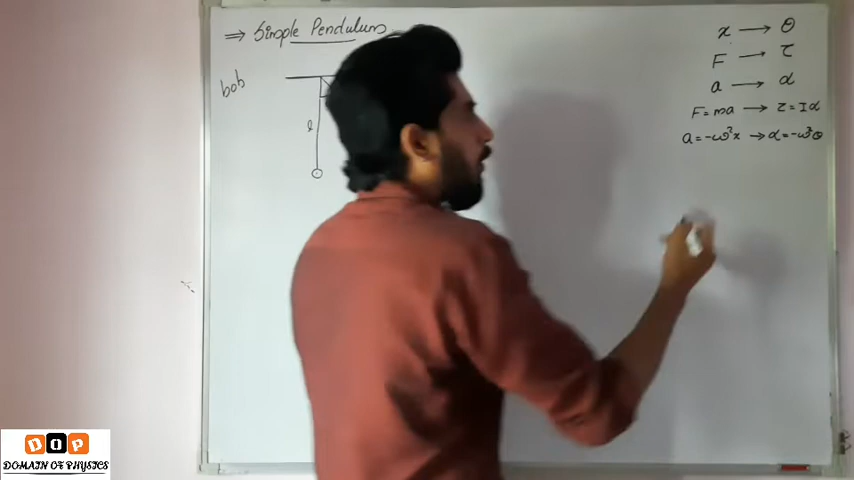 ⇒ Simple Pendulum
bob
l
x → θ
F → τ
a → α
F = ma → τ = Iα
a = -ω²x → α = -ω²θ
DOP
DOMAIN OF PHYSICS